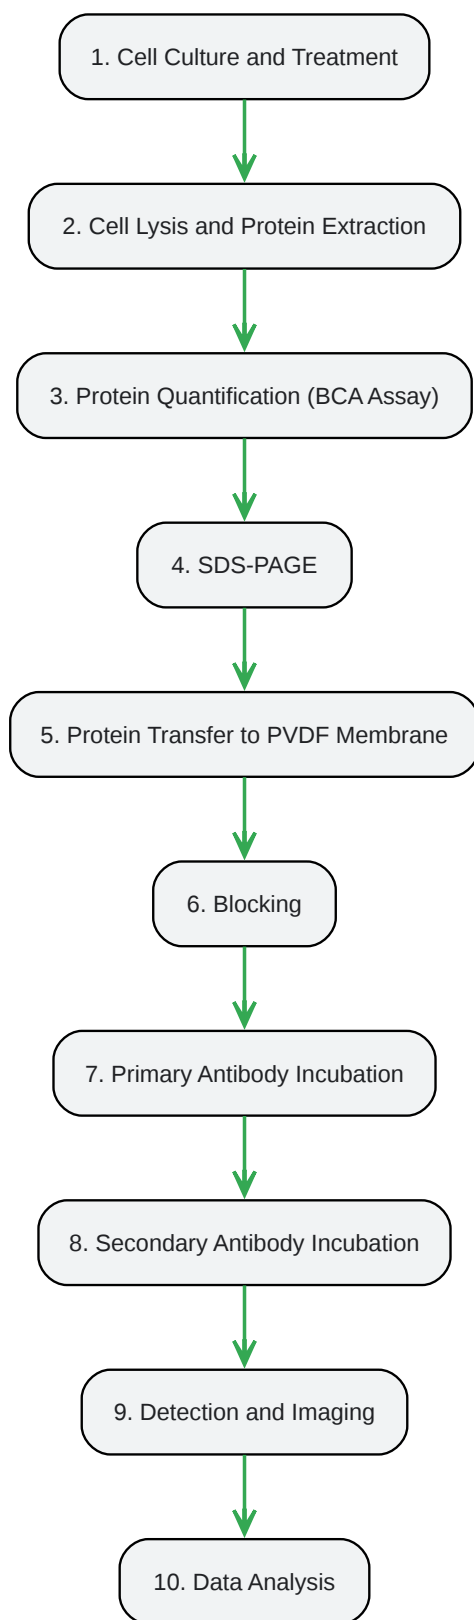 1. Cell Culture and Treatment
2. Cell Lysis and Protein Extraction
3. Protein Quantification (BCA Assay)
4. SDS-PAGE
5. Protein Transfer to PVDF Membrane
6. Blocking
7. Primary Antibody Incubation
8. Secondary Antibody Incubation
9. Detection and Imaging
10. Data Analysis